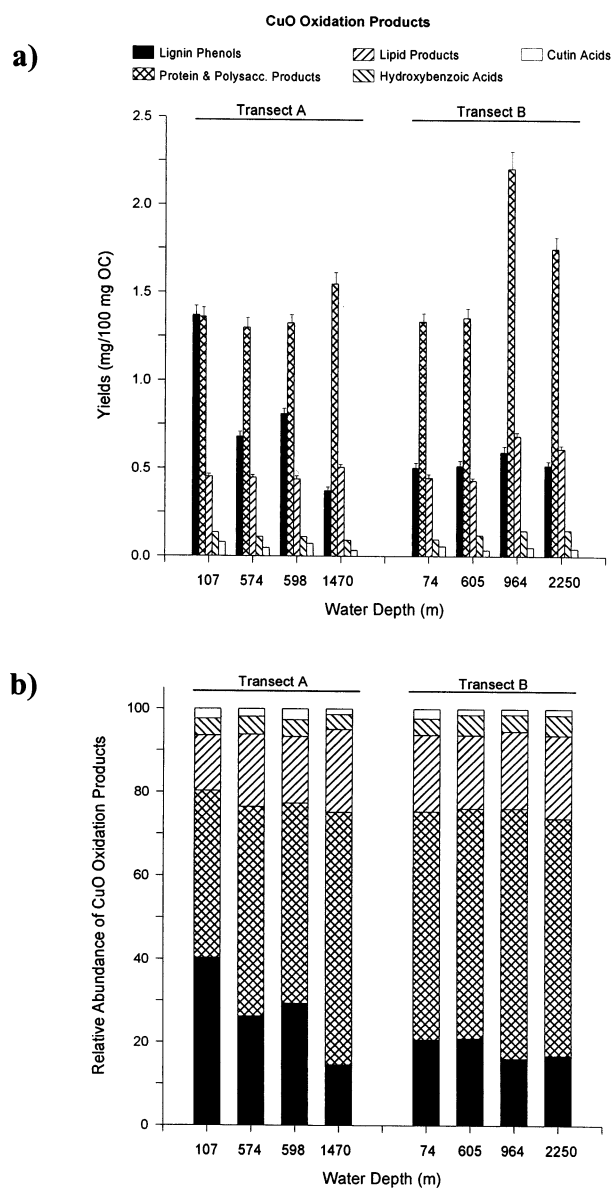 CuO Oxidation Products
a)
Lignin Phenols
Lipid Products
Cutin Acids
Protein & Polysacc. Products
Hydroxybenzoic Acids
Transect A
Transect B
2.5
2.0
1.5
1.0
0.5
0.0
Yields (mg/100 mg OC)
107 574 598 1470 74 605 964 2250
Water Depth (m)
b)
Transect A
Transect B
100
80
60
40
20
0
Relative Abundance of CuO Oxidation Products
107 574 598 1470 74 605 964 2250
Water Depth (m)